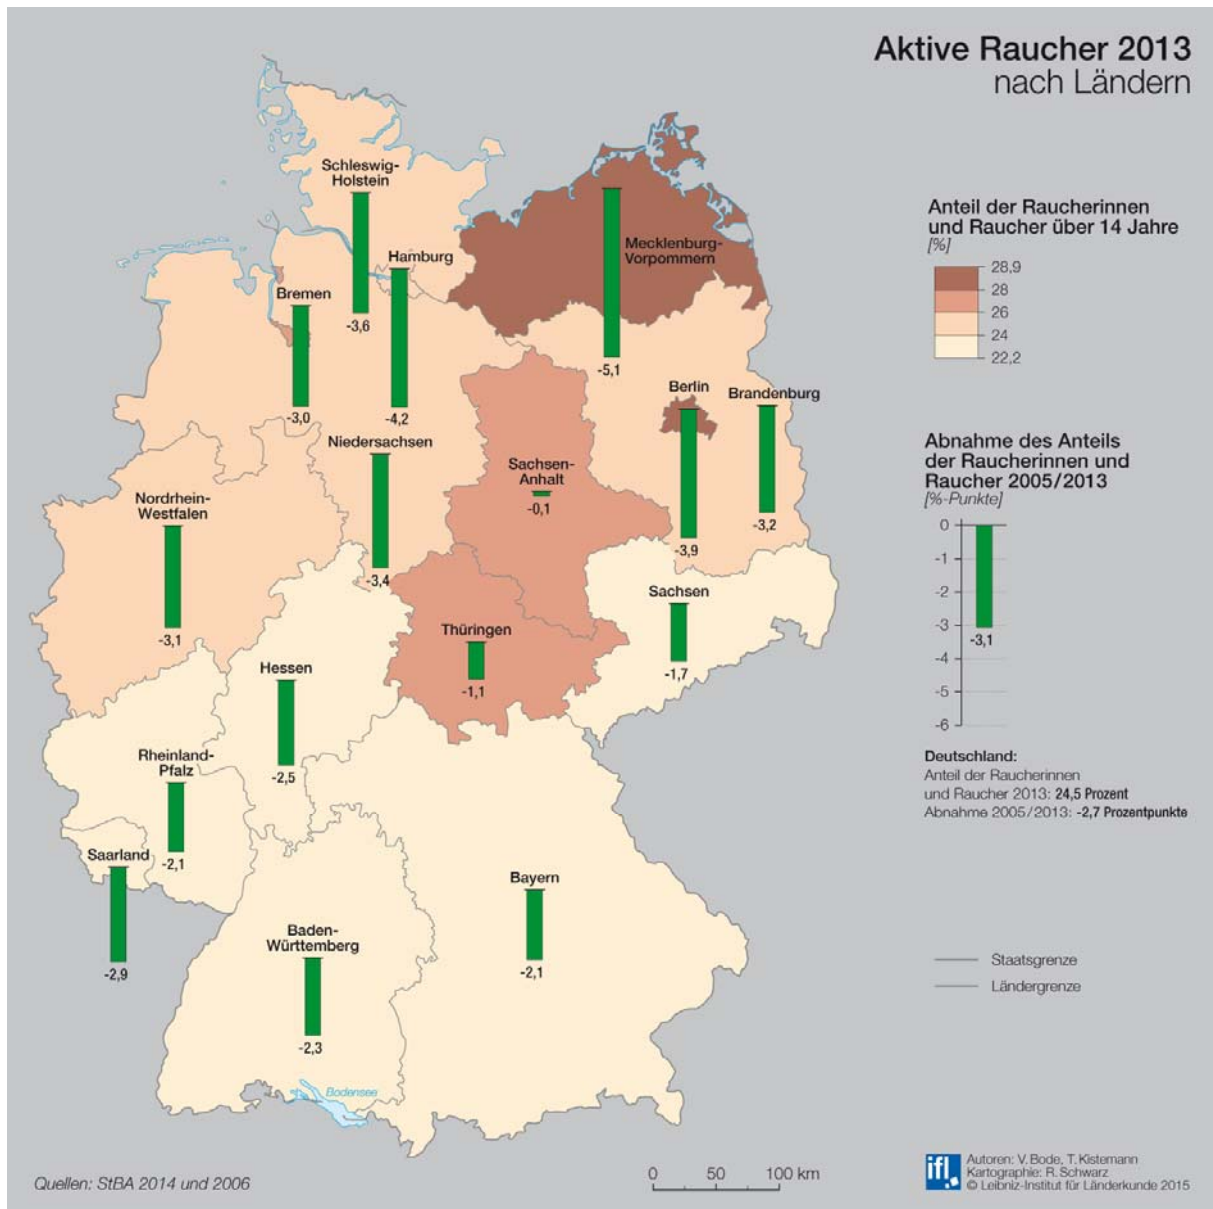 Aktive Raucher 2013
nach Ländern
Schleswig-
Holstein
-3,6
Hamburg
-4,2
Bremen
-3,0
Mecklenburg-
Vorpommern
-5,1
Berlin
-3,9
Brandenburg
-3,2
Niedersachsen
-3,4
Sachsen-
Anhalt
-0,1
Nordrhein-
Westfalen
-3,1
Sachsen
-1,7
Thüringen
-1,1
Hessen
-2,5
Rheinland-
Pfalz
-2,1
Saarland
-2,9
Bayern
-2,1
Baden-
Württemberg
-2,3
Bodensee
Anteil der Raucherinnen
und Raucher über 14 Jahre
[%]
28,9
28
26
24
22,2
Abnahme des Anteils
der Raucherinnen und
Raucher 2005/2013
[%-Punkte]
0
-1
-2
-3
-3,1
-4
-5
-6
Deutschland:
Anteil der Raucherinnen
und Raucher 2013: 24,5 Prozent
Abnahme 2005/2013: -2,7 Prozentpunkte
Staatsgrenze
Ländergrenze
Quellen: StBA 2014 und 2006
0 50 100 km
ifl
Autoren: V. Bode, T. Kistemann
Kartographie: R. Schwarz
© Leibniz-Institut für Länderkunde 2015